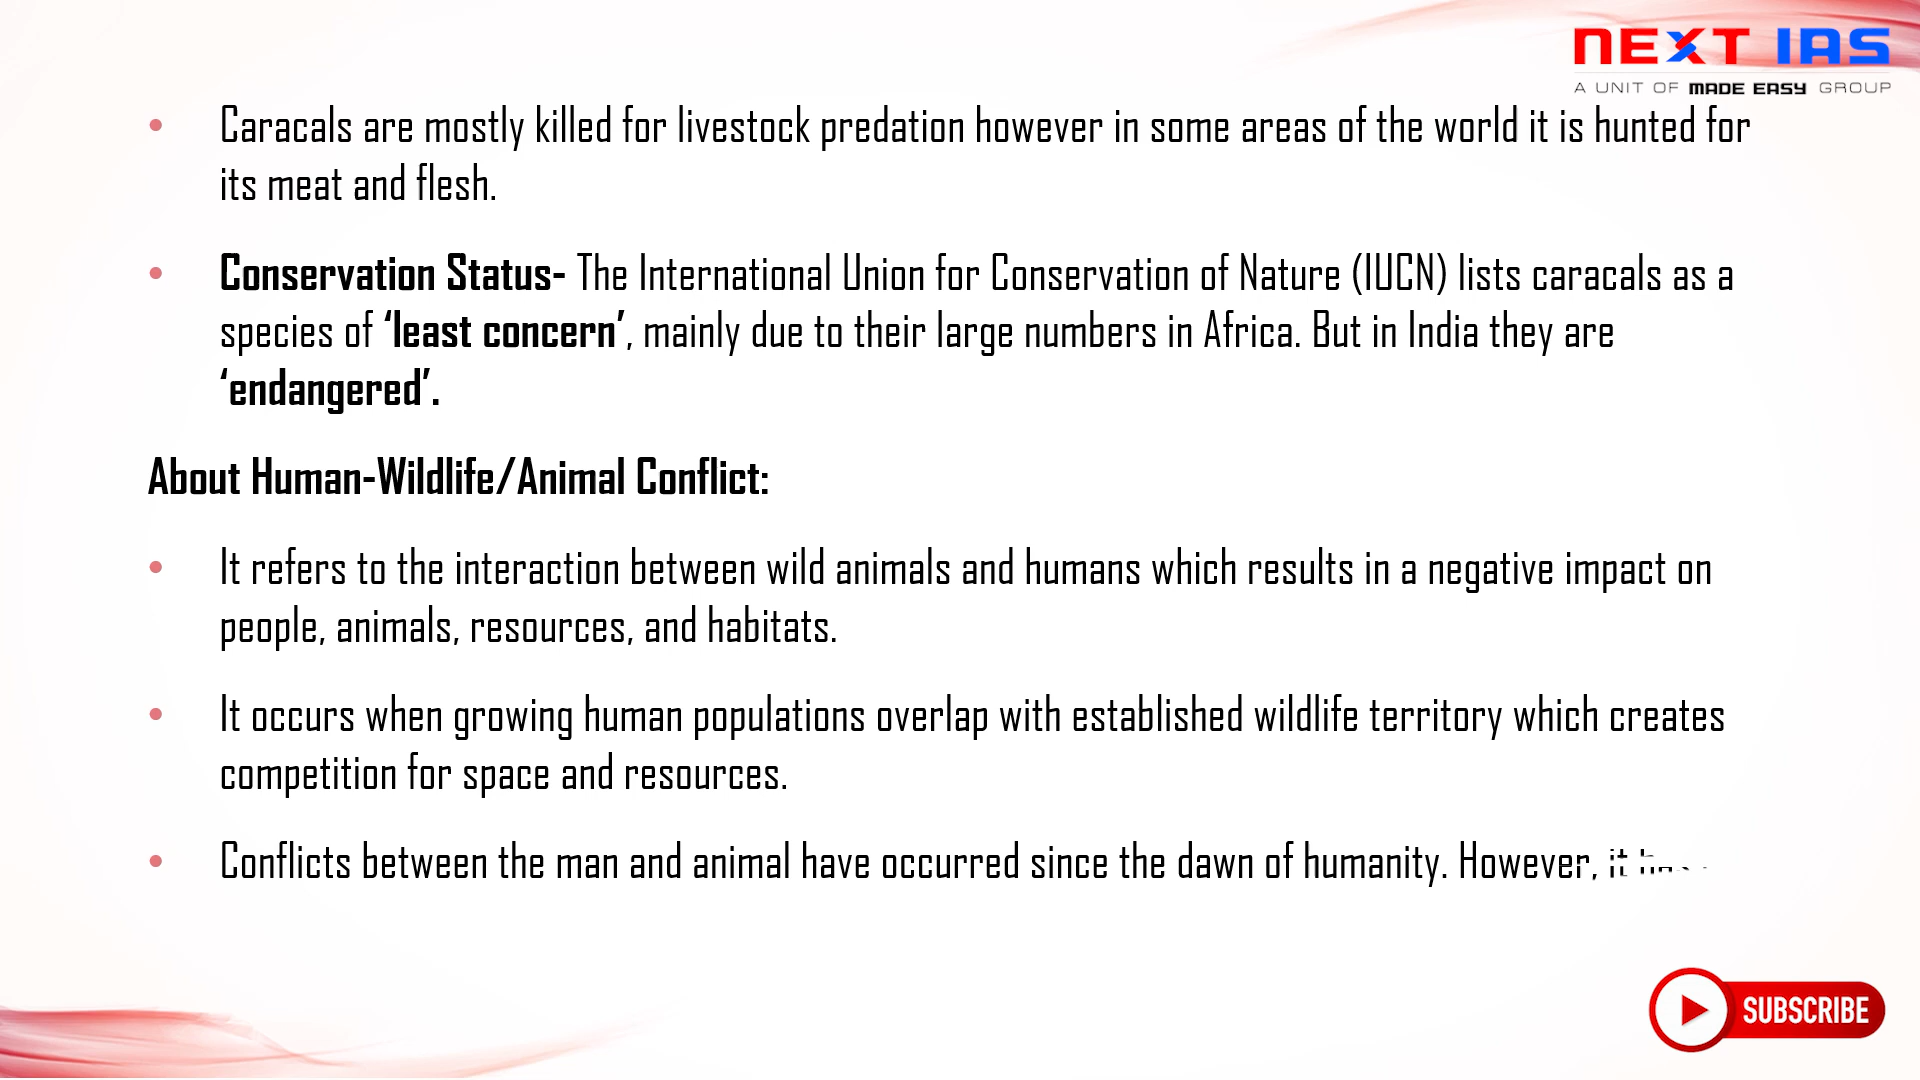 NEXT IAS
A UNIT OF MADE EASY GROUP
• Caracals are mostly killed for livestock predation however in some areas of the world it is hunted for
its meat and flesh.
• Conservation Status- The International Union for Conservation of Nature (IUCN) lists caracals as a
species of ‘least concern’, mainly due to their large numbers in Africa. But in India they are
‘endangered’.
About Human-Wildlife/Animal Conflict:
• It refers to the interaction between wild animals and humans which results in a negative impact on
people, animals, resources, and habitats.
• It occurs when growing human populations overlap with established wildlife territory which creates
competition for space and resources.
• Conflicts between the man and animal have occurred since the dawn of humanity. However, it
SUBSCRIBE